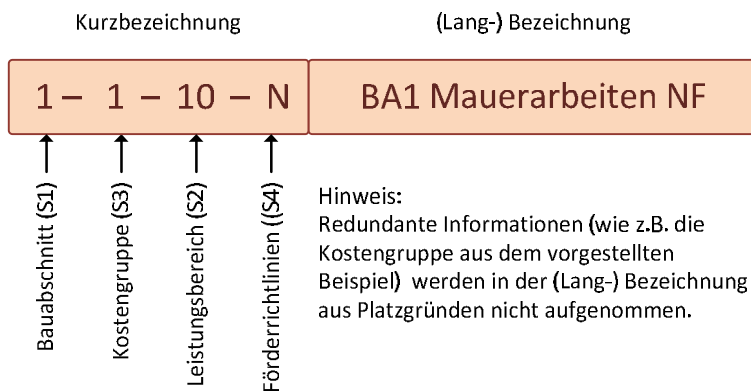 Kurzbezeichnung
(Lang-) Bezeichnung
1 – 1 – 10 – N
BA1 Mauerarbeiten NF
Bauabschnitt (S1)
Kostengruppe (S3)
Leistungsbereich (S2)
Förderrichtlinien ((S4)
Hinweis:
Redundante Informationen (wie z.B. die
Kostengruppe aus dem vorgestellten
Beispiel) werden in der (Lang-) Bezeichnung
aus Platzgründen nicht aufgenommen.